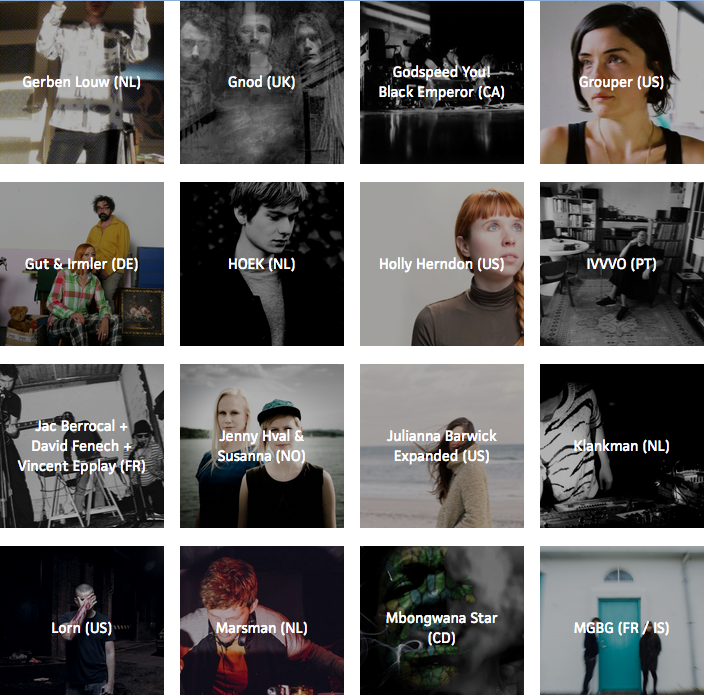 Gerben Louw (NL)
Gnod (UK)
Godspeed You!
Black Emperor (CA)
Grouper (US)
Gut & Irmler (DE)
HOEK (NL)
Holly Herndon (US)
IVVVO (PT)
Jac Berrocal +
David Fenech +
Vincent Epplay (FR)
Jenny Hval &
Susanna (NO)
Julianna Barwick
Expanded (US)
Klankman (NL)
Lorn (US)
Marsman (NL)
Mbongwana Star
(CD)
MGBG (FR / IS)